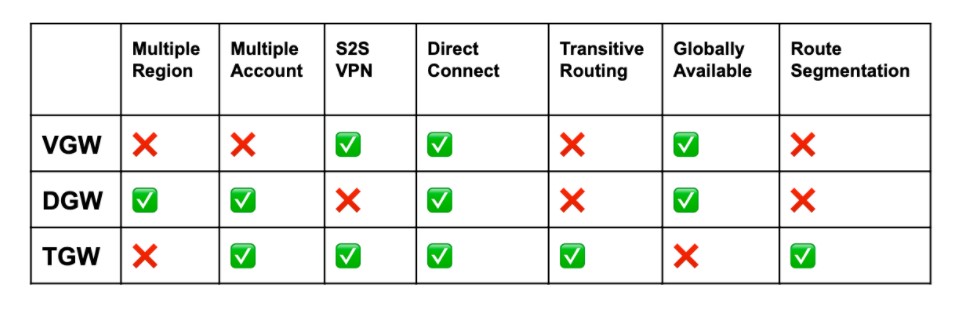 Multiple Region
Multiple Account
S2S VPN
Direct Connect
Transitive Routing
Globally Available
Route Segmentation
VGW ❌ ❌ ✅ ✅ ❌ ✅ ❌
DGW ✅ ✅ ❌ ✅ ❌ ✅ ❌
TGW ❌ ✅ ✅ ✅ ✅ ❌ ✅